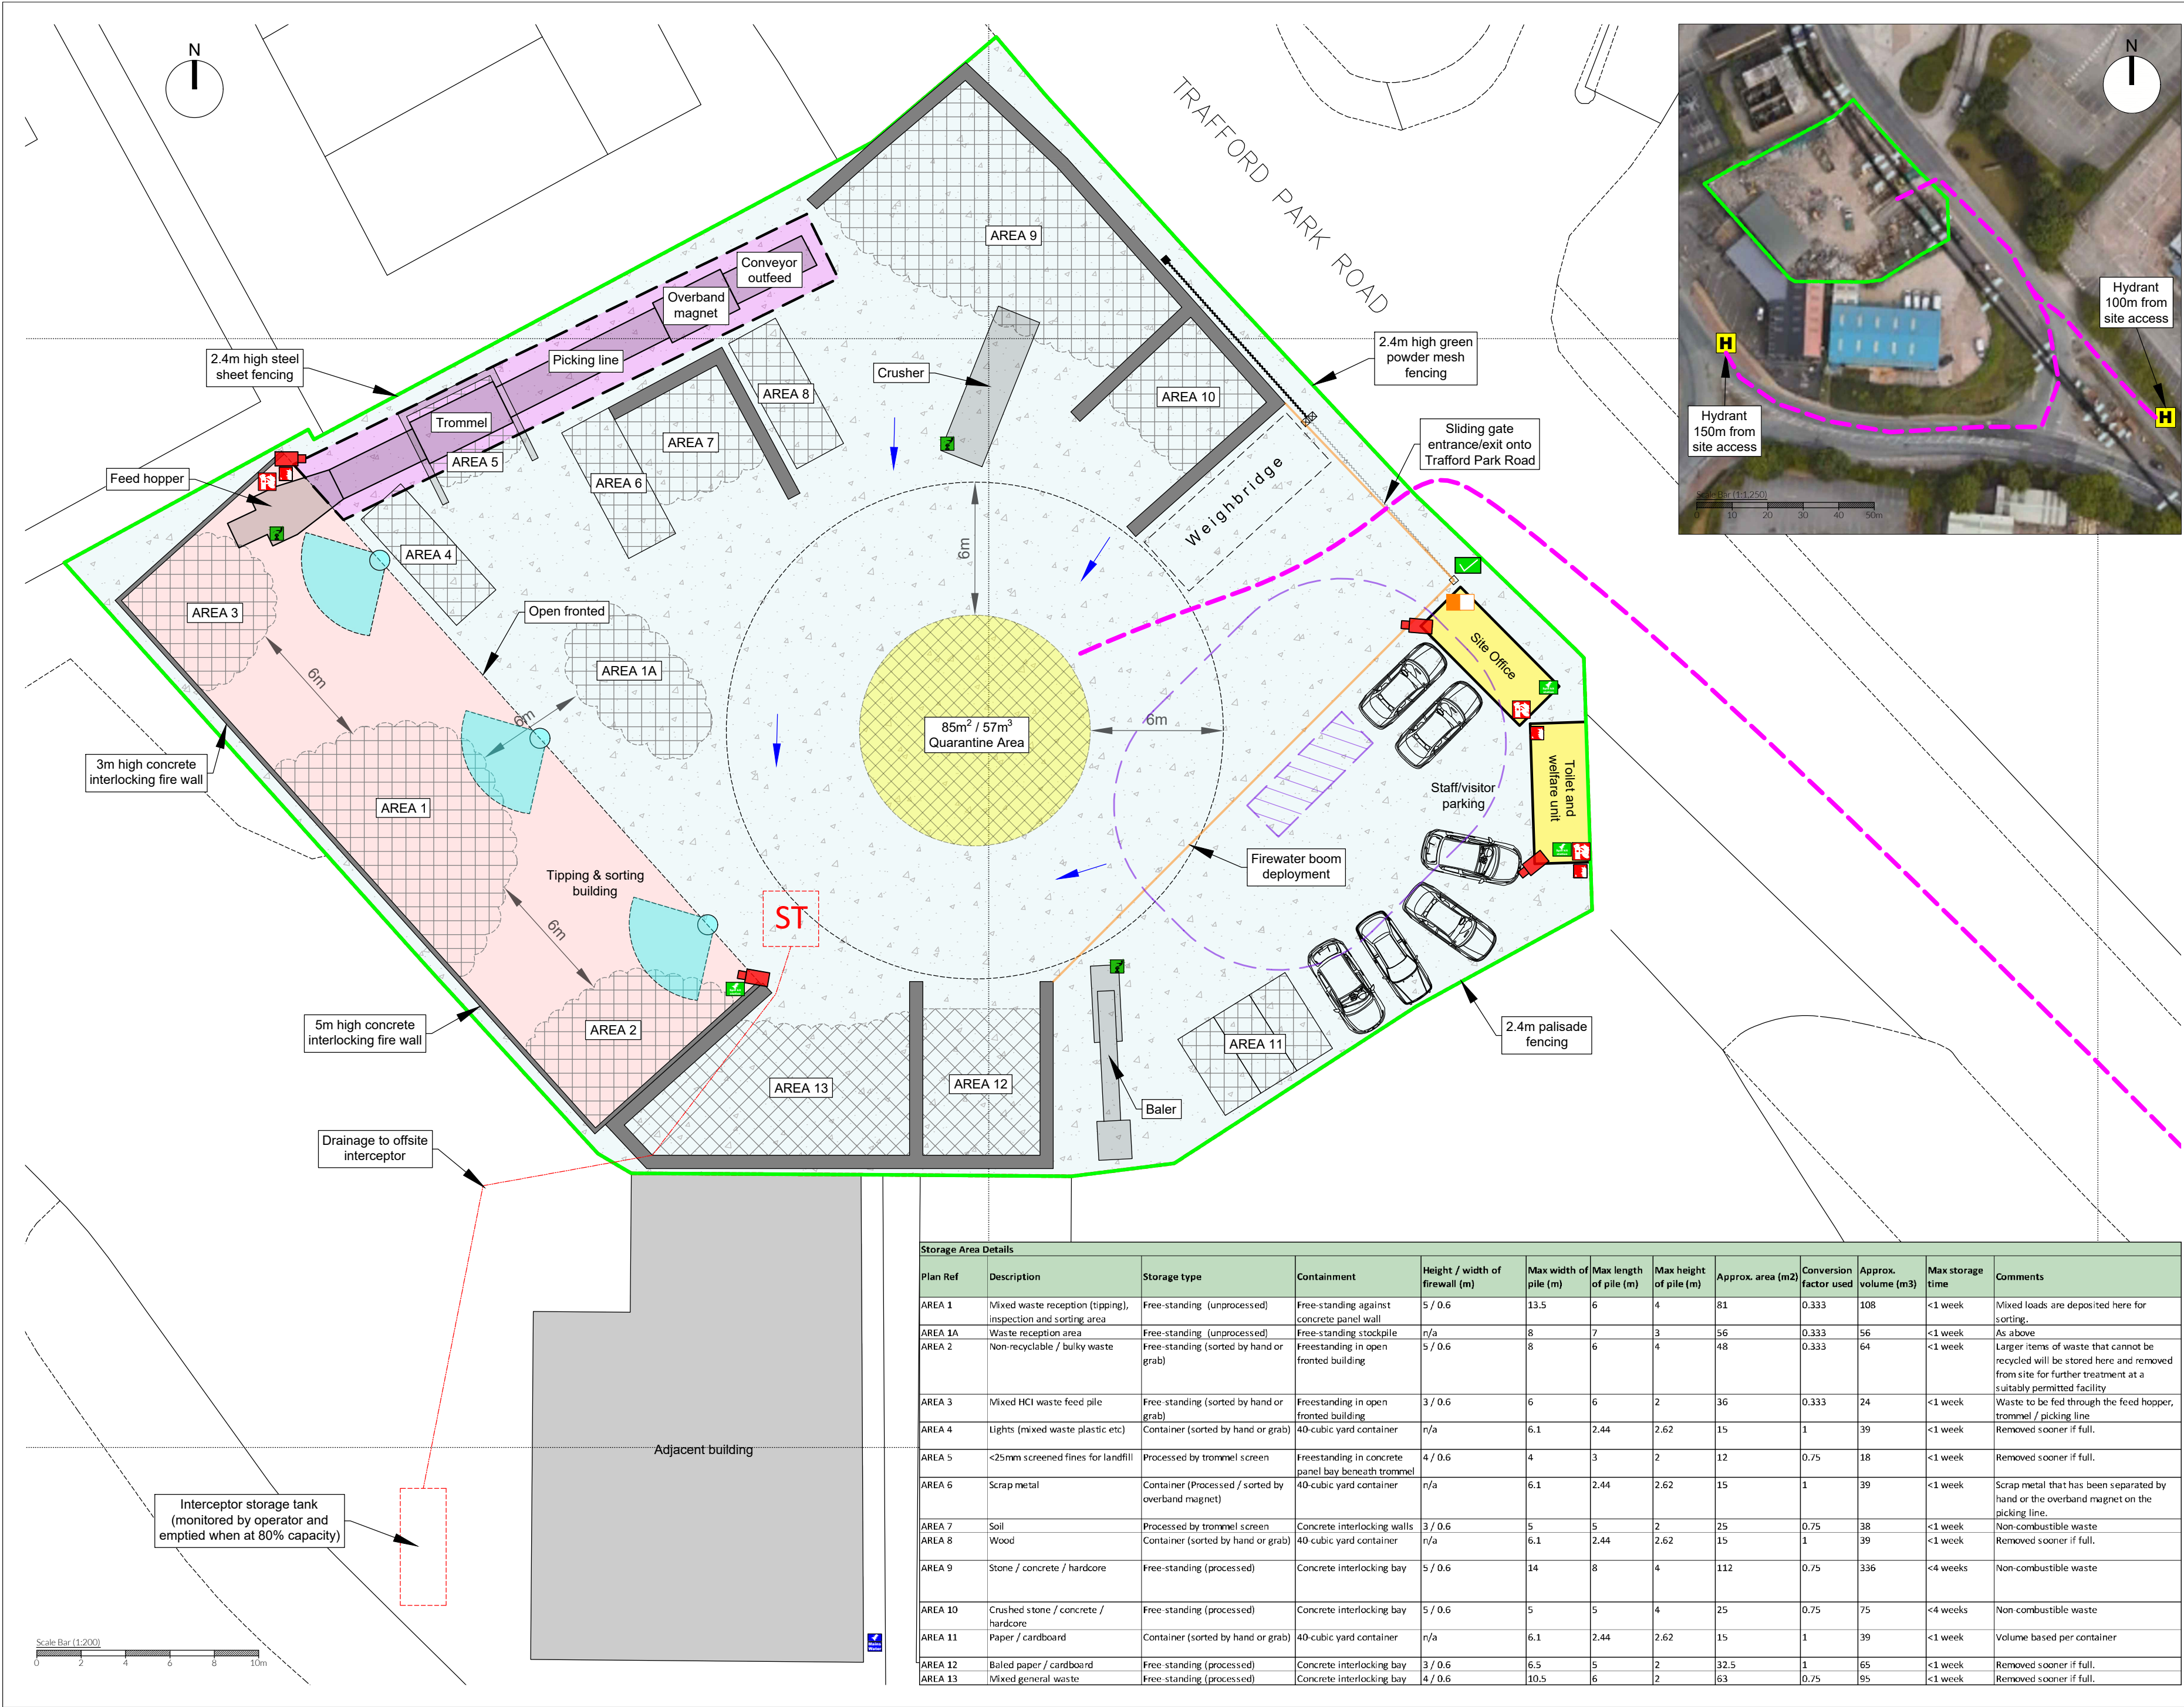 N
TRAFFORD PARK ROAD
N
Hydrant
100m from
site access
H
H
Hydrant
150m from
site access
Scale Bar (1:1,250)
0 10 20 30 40 50m
AREA 9
Conveyor
outfeed
Overband
magnet
Picking line
2.4m high steel
sheet fencing
Crusher
2.4m high green
powder mesh
fencing
AREA 8
AREA 10
Trommel
AREA 7
Sliding gate
entrance/exit onto
Trafford Park Road
AREA 5
Feed hopper
AREA 6
Weighbridge
AREA 4
6m
Open fronted
AREA 3
Site Office
AREA 1A
6m
6m
85m2 / 57m3
Quarantine Area
6m
3m high concrete
interlocking fire wall
AREA 1
Staff/visitor
parking
Toilet and
welfare unit
Firewater boom
deployment
Tipping & sorting
building
ST
6m
5m high concrete
interlocking fire wall
AREA 2
2.4m palisade
fencing
AREA 11
AREA 13
AREA 12
Baler
Drainage to offsite
interceptor
Adjacent building
Interceptor storage tank
(monitored by operator and
emptied when at 80% capacity)
Mains
Water
Scale Bar (1:200)
0 2 4 6 8 10m
Storage Area Details
Plan Ref Description Storage type Containment Height / width of firewall (m) Max width of pile (m) Max length of pile (m) Max height of pile (m) Approx. area (m2) Conversion factor used Approx. volume (m3) Max storage time Comments
AREA 1 Mixed waste reception (tipping), inspection and sorting area Free-standing (unprocessed) Free-standing against concrete panel wall 5 / 0.6 13.5 6 4 81 0.333 108 <1 week Mixed loads are deposited here for sorting.
AREA 1A Waste reception area Free-standing (unprocessed) Free-standing stockpile n/a 8 7 3 56 0.333 56 <1 week As above
AREA 2 Non-recyclable / bulky waste Free-standing (sorted by hand or grab) Freestanding in open fronted building 5 / 0.6 8 6 4 48 0.333 64 <1 week Larger items of waste that cannot be recycled will be stored here and removed from site for further treatment at a suitably permitted facility
AREA 3 Mixed HCI waste feed pile Free-standing (sorted by hand or grab) Freestanding in open fronted building 3 / 0.6 6 6 2 36 0.333 24 <1 week Waste to be fed through the feed hopper, trommel / picking line
AREA 4 Lights (mixed waste plastic etc) Container (sorted by hand or grab) 40-cubic yard container n/a 6.1 2.44 2.62 15 1 39 <1 week Removed sooner if full.
AREA 5 <25mm screened fines for landfill Processed by trommel screen Freestanding in concrete panel bay beneath trommel 4 / 0.6 4 3 2 12 0.75 18 <1 week Removed sooner if full.
AREA 6 Scrap metal Container (Processed / sorted by overband magnet) 40-cubic yard container n/a 6.1 2.44 2.62 15 1 39 <1 week Scrap metal that has been separated by hand or the overband magnet on the picking line.
AREA 7 Soil Processed by trommel screen Concrete interlocking walls 3 / 0.6 5 5 2 25 0.75 38 <1 week Non-combustible waste
AREA 8 Wood Container (sorted by hand or grab) 40-cubic yard container n/a 6.1 2.44 2.62 15 1 39 <1 week Removed sooner if full.
AREA 9 Stone / concrete / hardcore Free-standing (processed) Concrete interlocking bay 5 / 0.6 14 8 4 112 0.75 336 <4 weeks Non-combustible waste
AREA 10 Crushed stone / concrete / hardcore Free-standing (processed) Concrete interlocking bay 5 / 0.6 5 5 4 25 0.75 75 <4 weeks Non-combustible waste
AREA 11 Paper / cardboard Container (sorted by hand or grab) 40-cubic yard container n/a 6.1 2.44 2.62 15 1 39 <1 week Volume based per container
AREA 12 Baled paper / cardboard Free-standing (processed) Concrete interlocking bay 3 / 0.6 6.5 5 2 32.5 1 65 <1 week Removed sooner if full.
AREA 13 Mixed general waste Free-standing (processed) Concrete interlocking bay 4 / 0.6 10.5 6 2 63 0.75 95 <1 week Removed sooner if full.